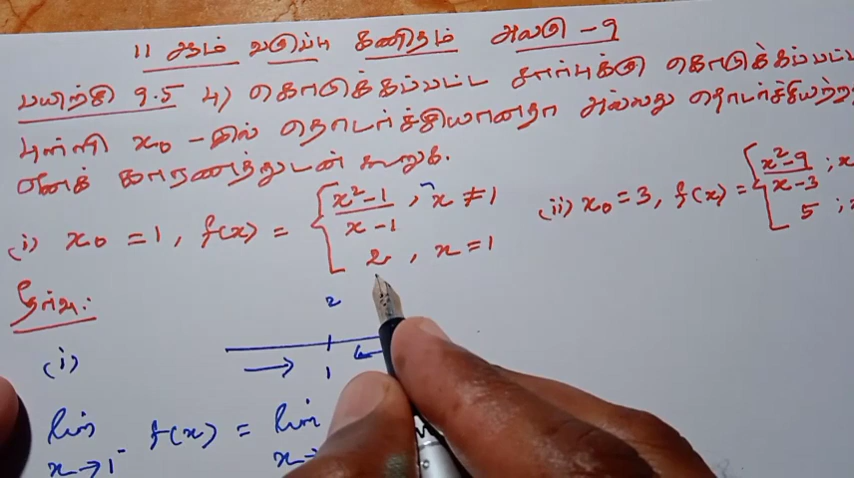 11 ஆம் வகுப்பு கணிதம் அலகு - 9
பயிற்சி 9.5 4) கொடுக்கப்பட்ட சார்புக்கு கொடுக்கப்பட்ட
புள்ளி x₀ - இல் தொடர்ச்சியானதா அல்லது தொடர்ச்சியற்ற
எனக் காரணத்துடன் கூறுக.
(i) x₀ = 1, f(x) = { (x²-1)/(x-1) , x ≠ 1
2 , x = 1
(ii) x₀ = 3, f(x) = { (x²-9)/(x-3) ; x
5 ; x
தீர்வு:
2
(i)
1
lim x→1⁻ f(x) = lim x→